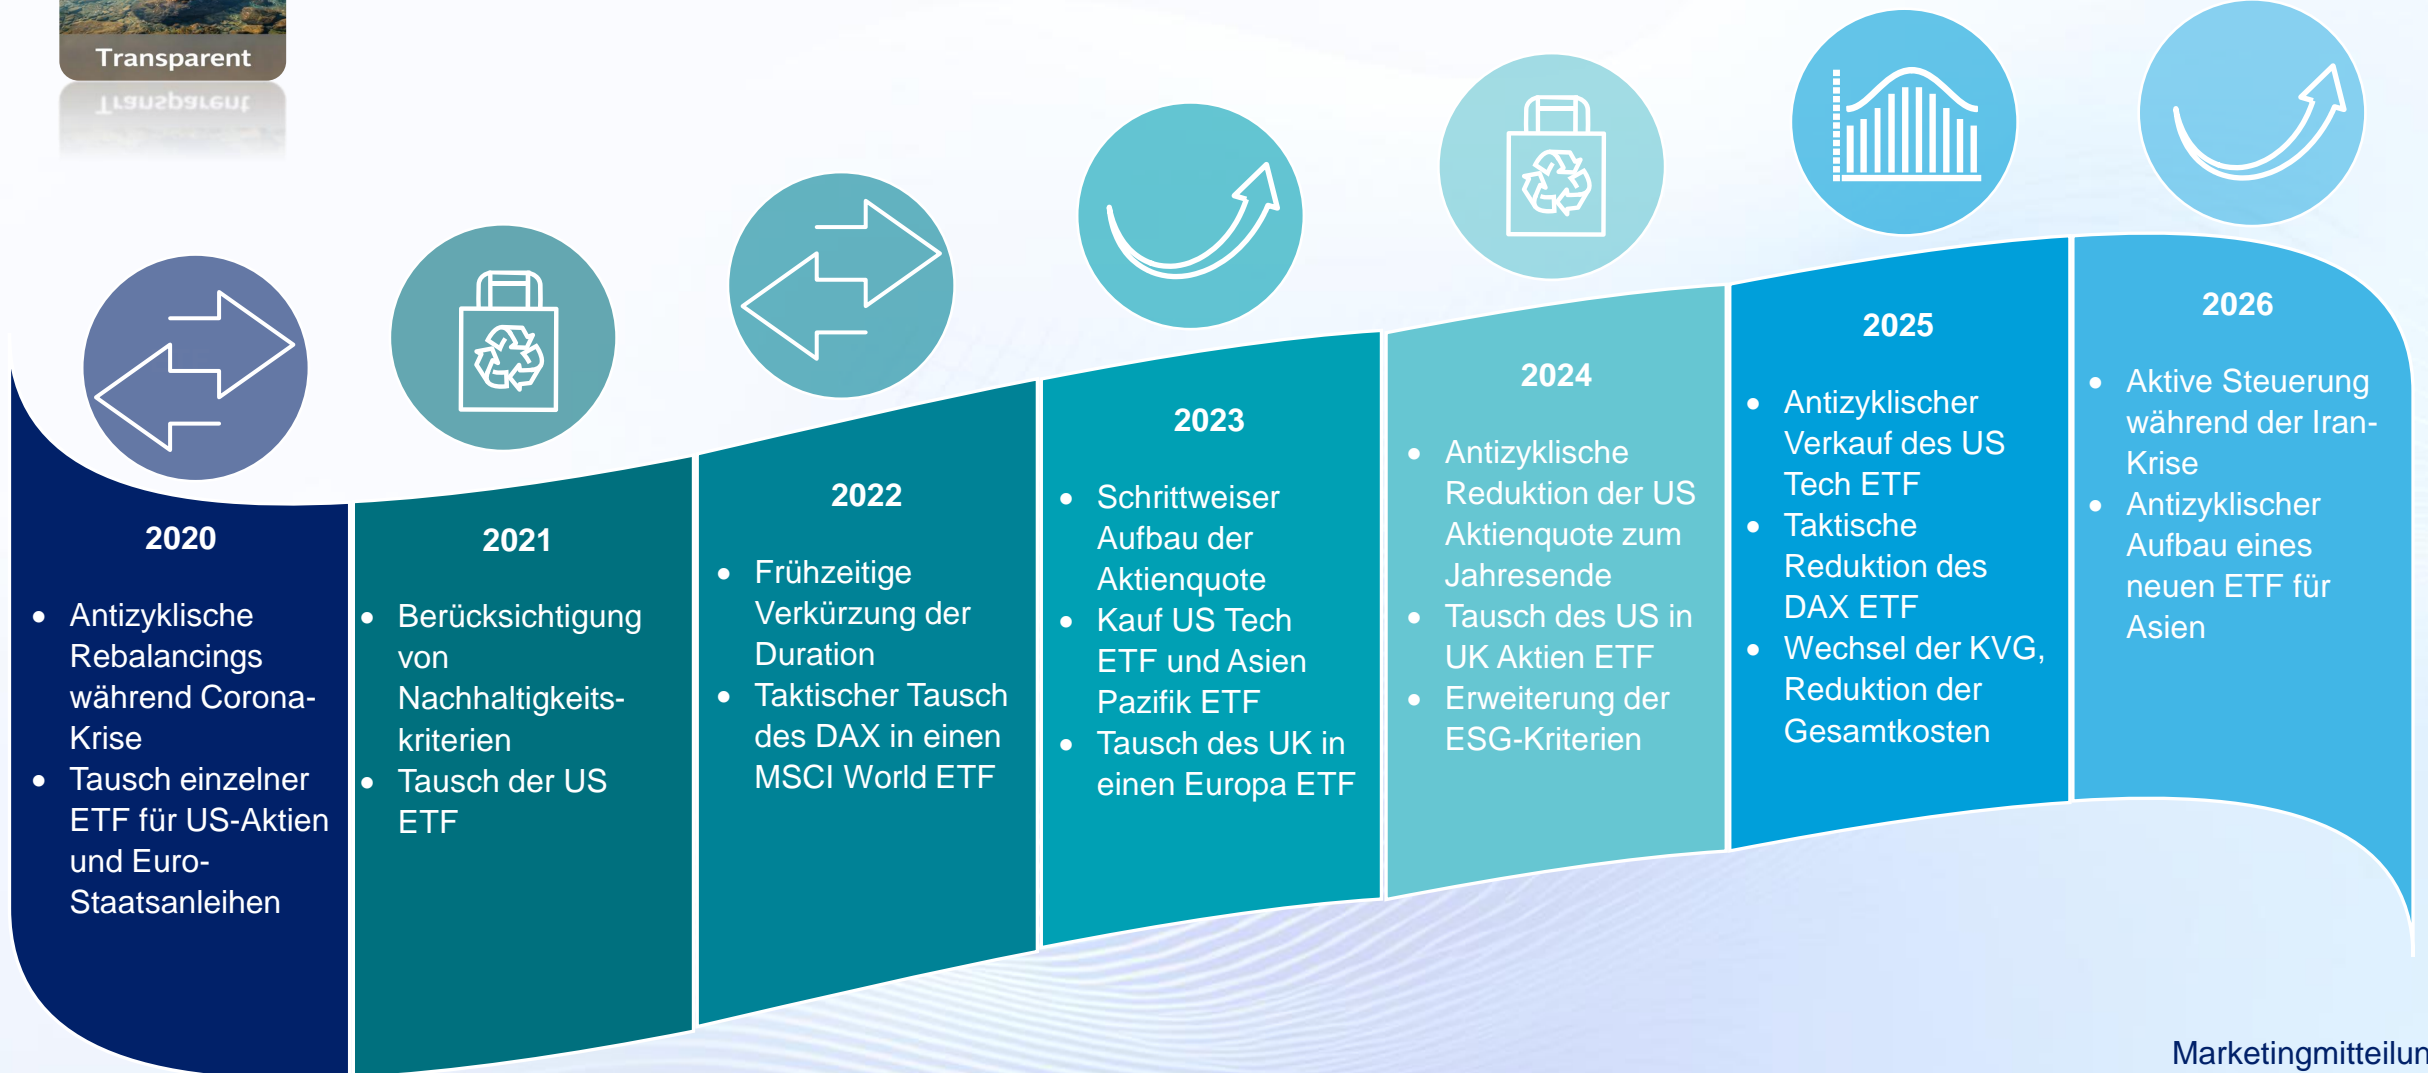 Transparent
2020
• Antizyklische
Rebalancings
während Corona-
Krise
• Tausch einzelner
ETF für US-Aktien
und Euro-
Staatsanleihen
2021
• Berücksichtigung
von
Nachhaltigkeits-
kriterien
• Tausch der US
ETF
2022
• Frühzeitige
Verkürzung der
Duration
• Taktischer Tausch
des DAX in einen
MSCI World ETF
2023
• Schrittweiser
Aufbau der
Aktienquote
• Kauf US Tech
ETF und Asien
Pazifik ETF
• Tausch des UK in
einen Europa ETF
2024
• Antizyklische
Reduktion der US
Aktienquote zum
Jahresende
• Tausch des US in
UK Aktien ETF
• Erweiterung der
ESG-Kriterien
2025
• Antizyklischer
Verkauf des US
Tech ETF
• Taktische
Reduktion des
DAX ETF
• Wechsel der KVG,
Reduktion der
Gesamtkosten
2026
• Aktive Steuerung
während der Iran-
Krise
• Antizyklischer
Aufbau eines
neuen ETF für
Asien
Marketingmitteilun